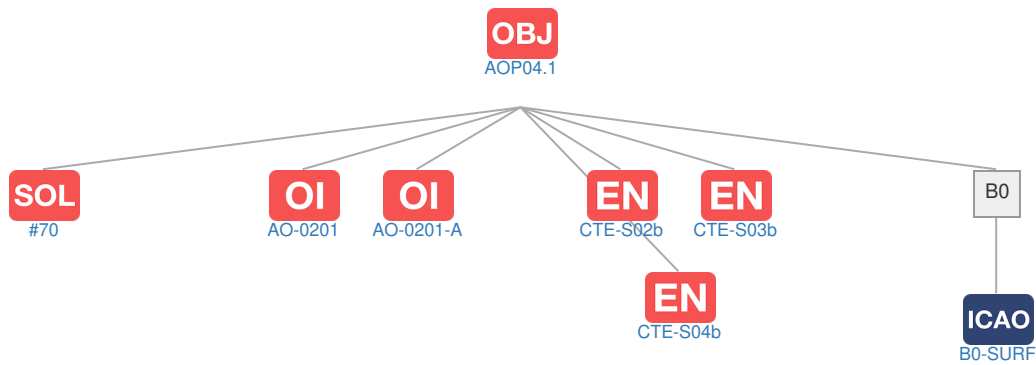 OBJ
AOP04.1
SOL
#70
OI
AO-0201
OI
AO-0201-A
EN
CTE-S02b
EN
CTE-S03b
B0
EN
CTE-S04b
ICAO
B0-SURF